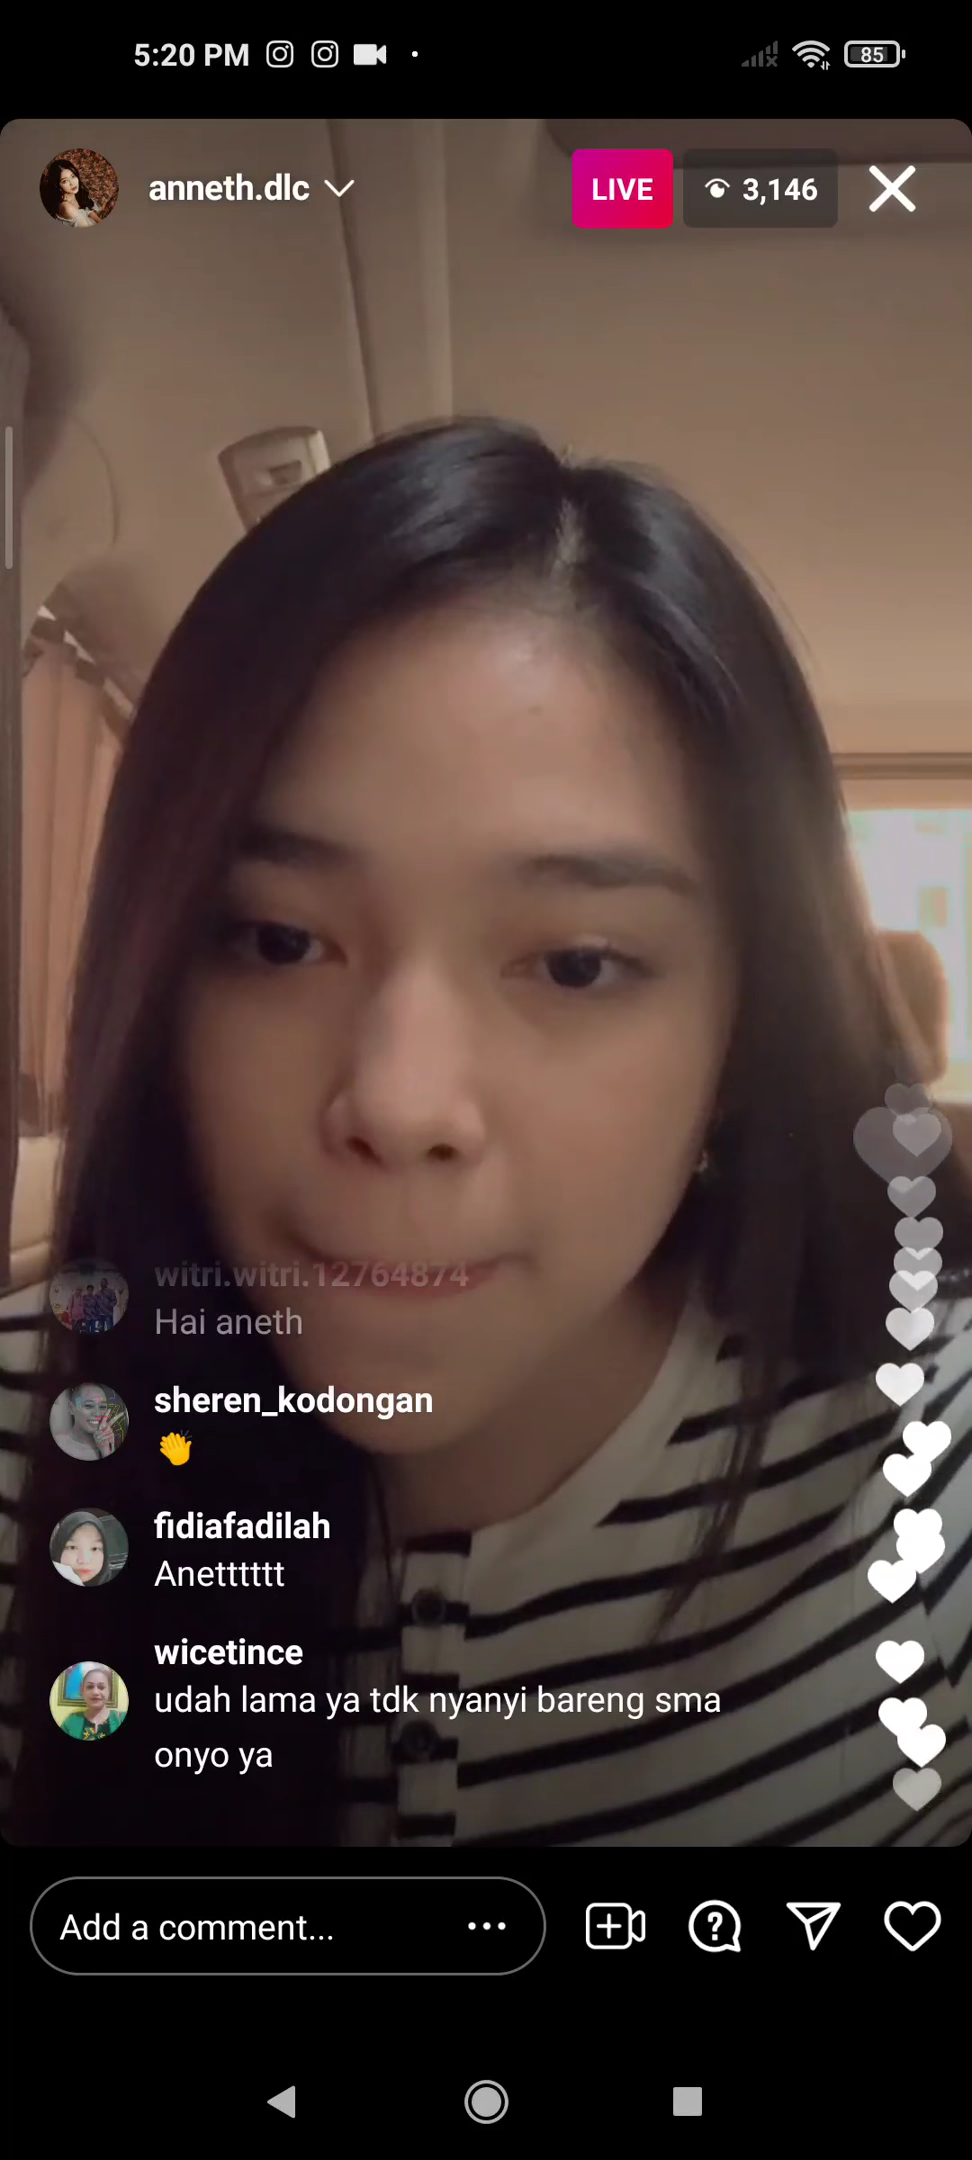 5:20 PM
85
anneth.dlc
LIVE
3,146
witri.witri.12764874
Hai aneth
sheren_kodongan
👏
fidiafadilah
Anetttttt
wicetince
udah lama ya tdk nyanyi bareng sma
onyo ya
Add a comment...